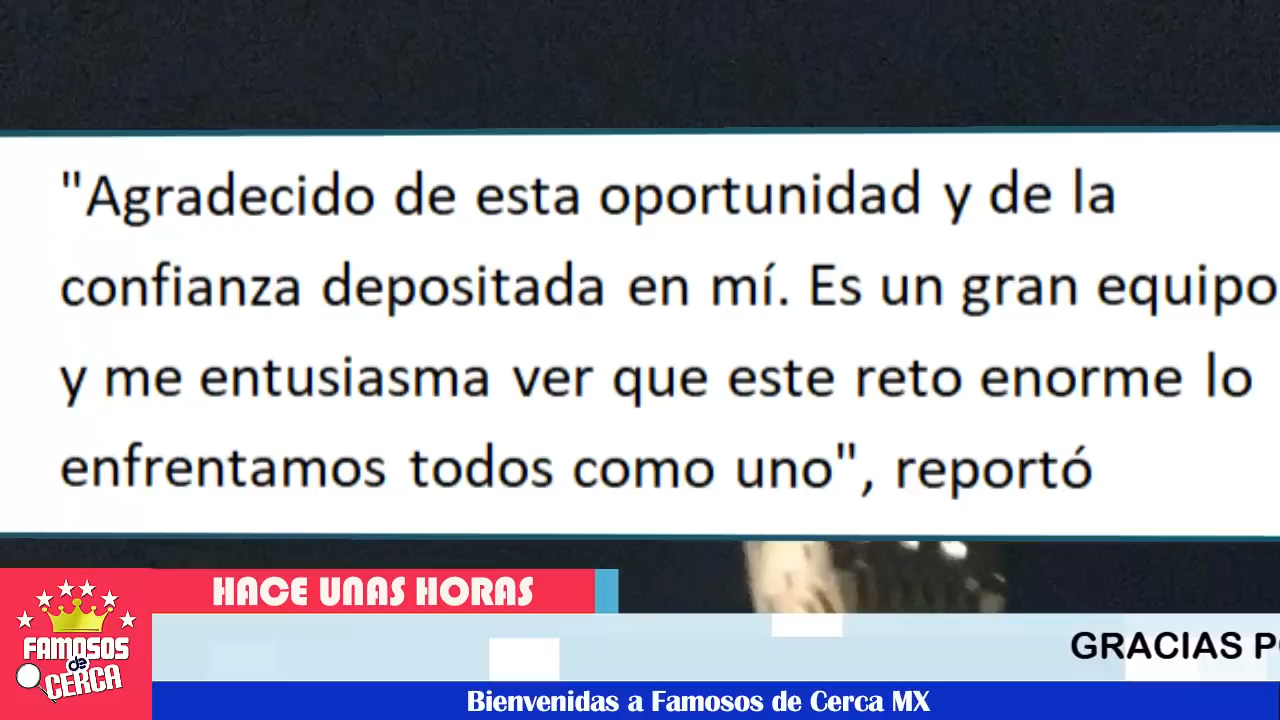 "Agradecido de esta oportunidad y de la
confianza depositada en mí. Es un gran equipo
y me entusiasma ver que este reto enorme lo
enfrentamos todos como uno", reportó
HACE UNAS HORAS
FAMOSOS
de
CERCA
GRACIAS
Bienvenidas a Famosos de Cerca MX